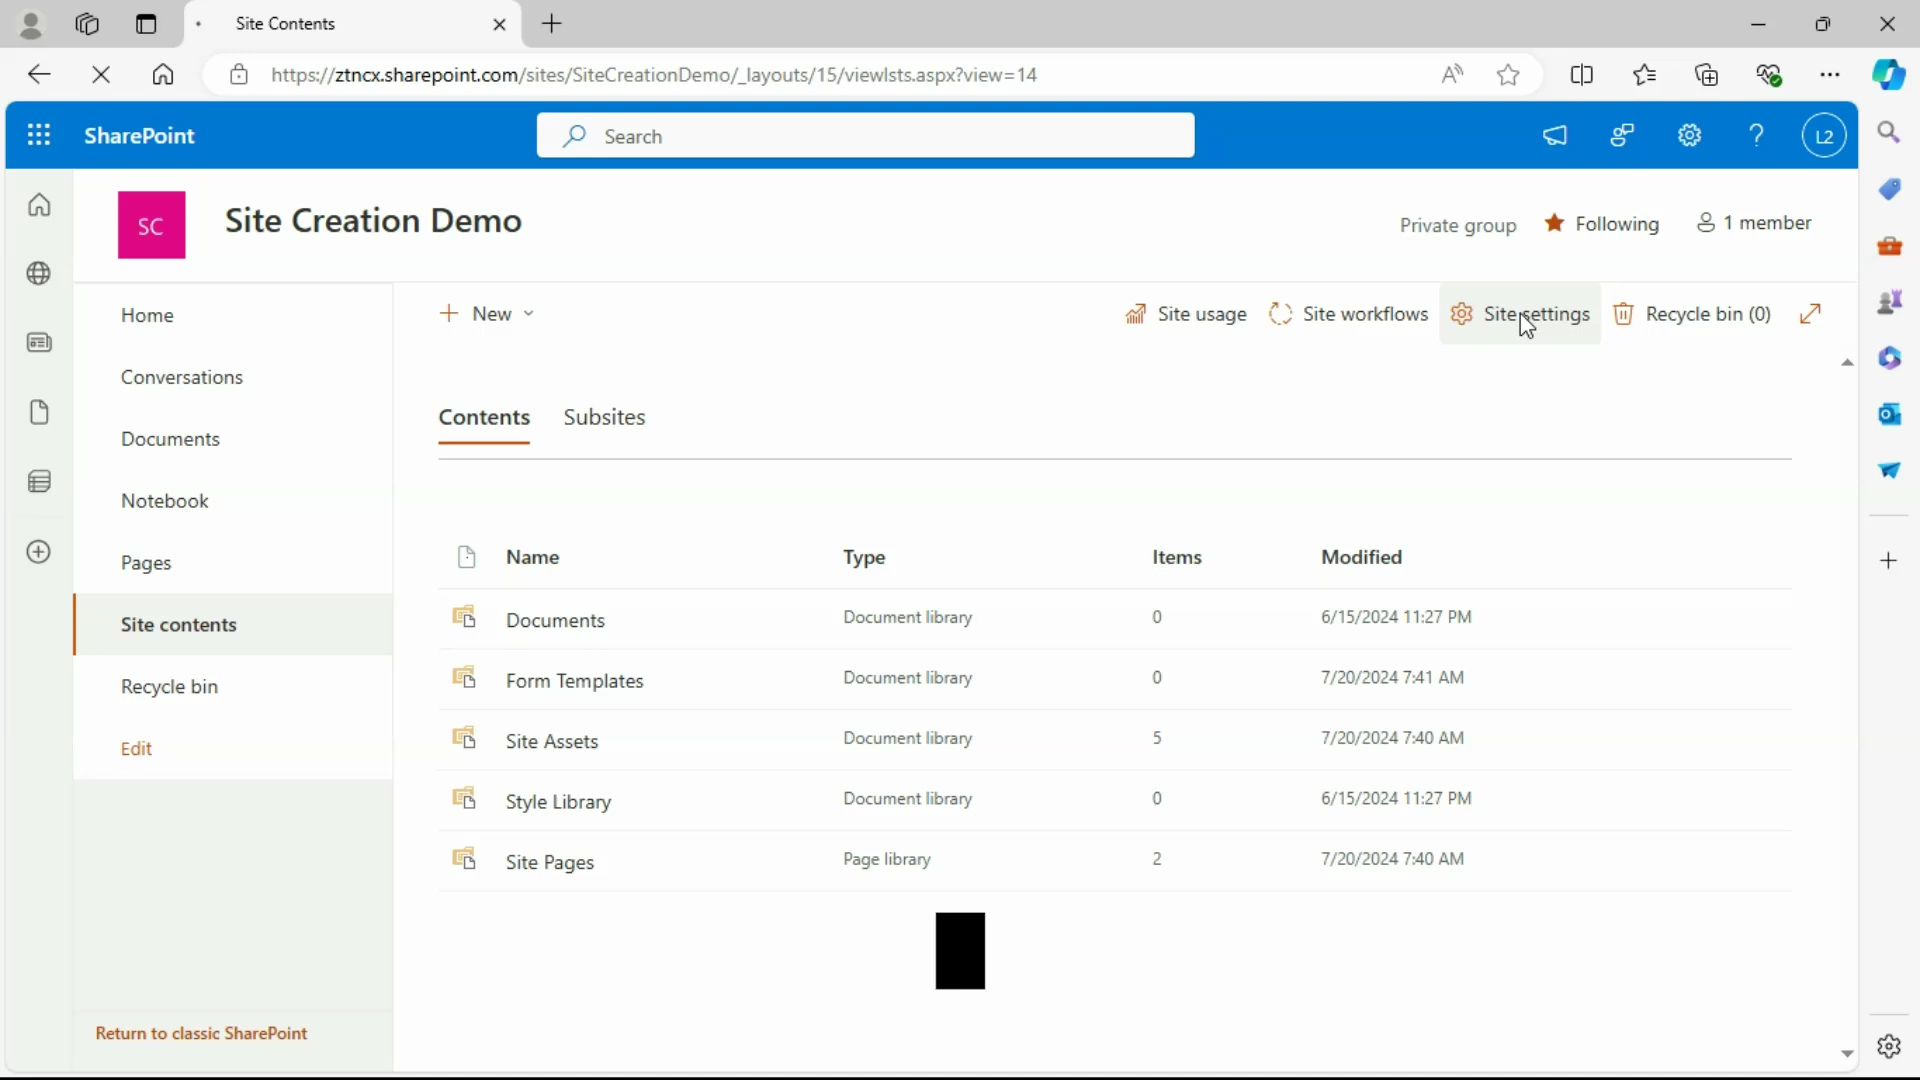 Site Contents
https://ztncx.sharepoint.com/sites/SiteCreationDemo/_layouts/15/viewlsts.aspx?view=14
SharePoint
Search
L2
SC
Site Creation Demo
Private group
Following
1 member
Home
Conversations
Documents
Notebook
Pages
Site contents
Recycle bin
Edit
Return to classic SharePoint
New
Site usage
Site workflows
Site settings
Recycle bin (0)
Contents Subsites
Name Type Items Modified
Documents Document library 0 6/15/2024 11:27 PM
Form Templates Document library 0 7/20/2024 7:41 AM
Site Assets Document library 5 7/20/2024 7:40 AM
Style Library Document library 0 6/15/2024 11:27 PM
Site Pages Page library 2 7/20/2024 7:40 AM